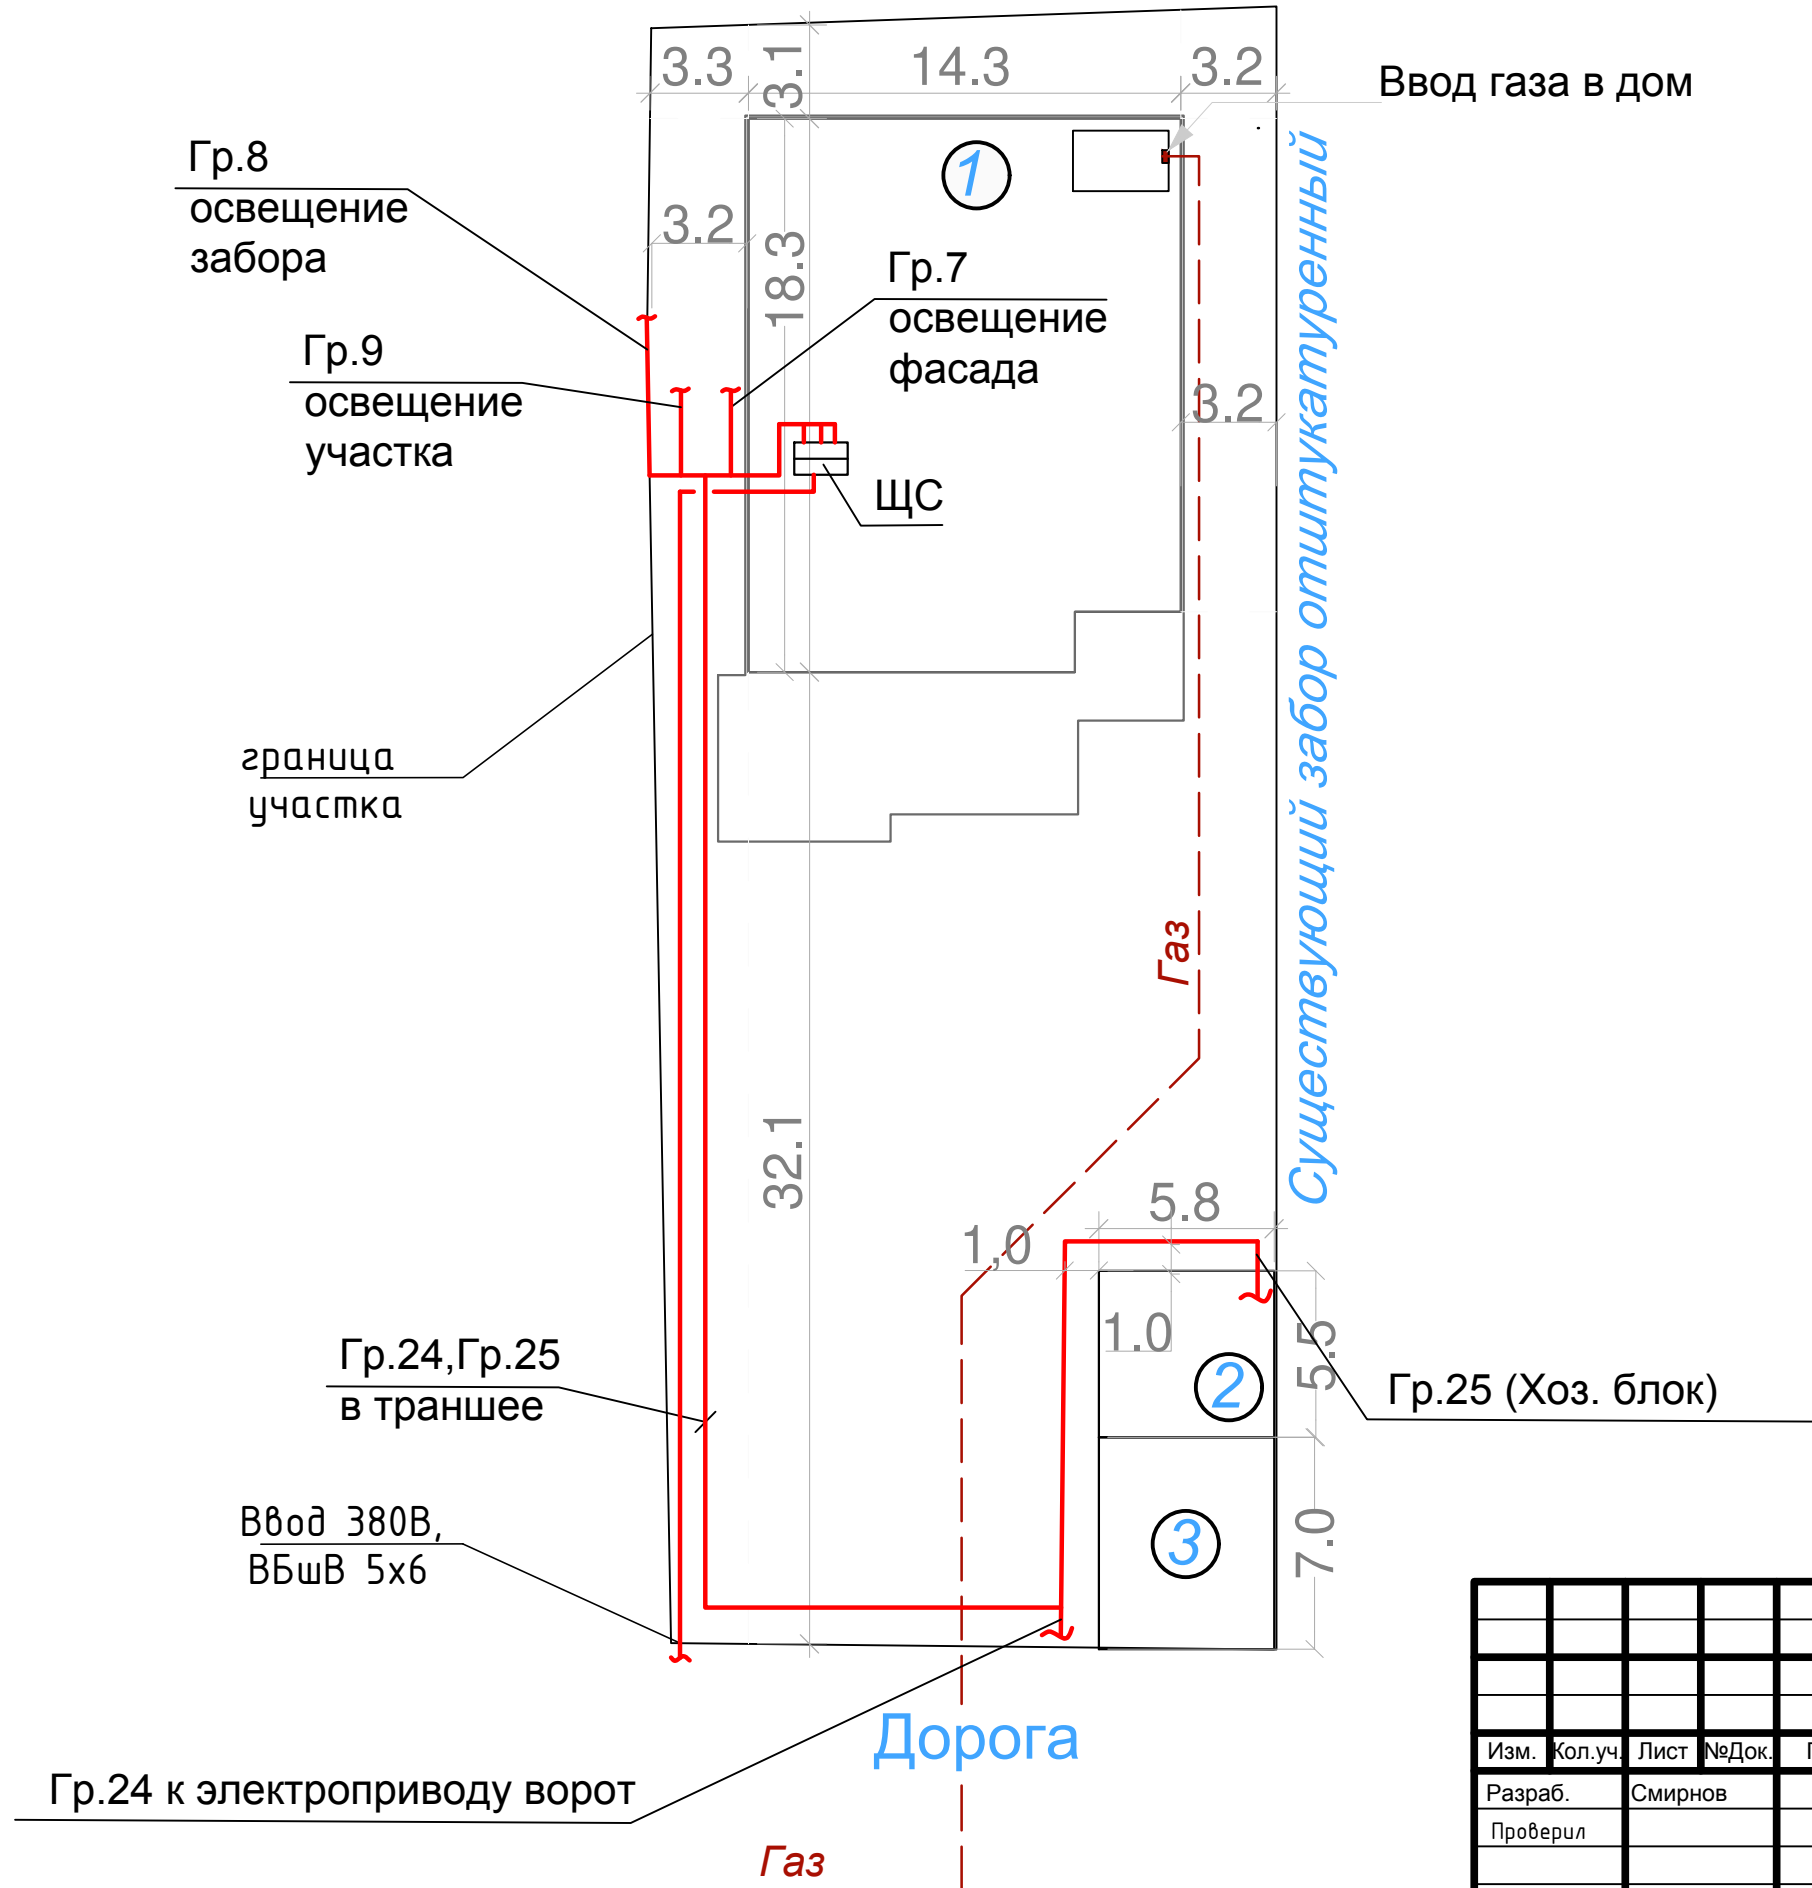 3.3
3.1
14.3
3.2
Ввод газа в дом
Гр.8
освещение
забора
1
3.2
18.3
Гр.7
освещение
фасада
Гр.9
освещение
участка
3.2
ЩС
Существующий забор отштукатуренный
граница
участка
Газ
32.1
5.8
1,0
1.0
5.5
Гр.24,Гр.25
в траншее
2
Гр.25 (Хоз. блок)
Ввод 380В,
ВБшВ 5х6
3
7.0
Дорога
Гр.24 к электроприводу ворот
Газ
Изм. Кол.уч. Лист №Док.
Разраб. Смирнов
Проверил